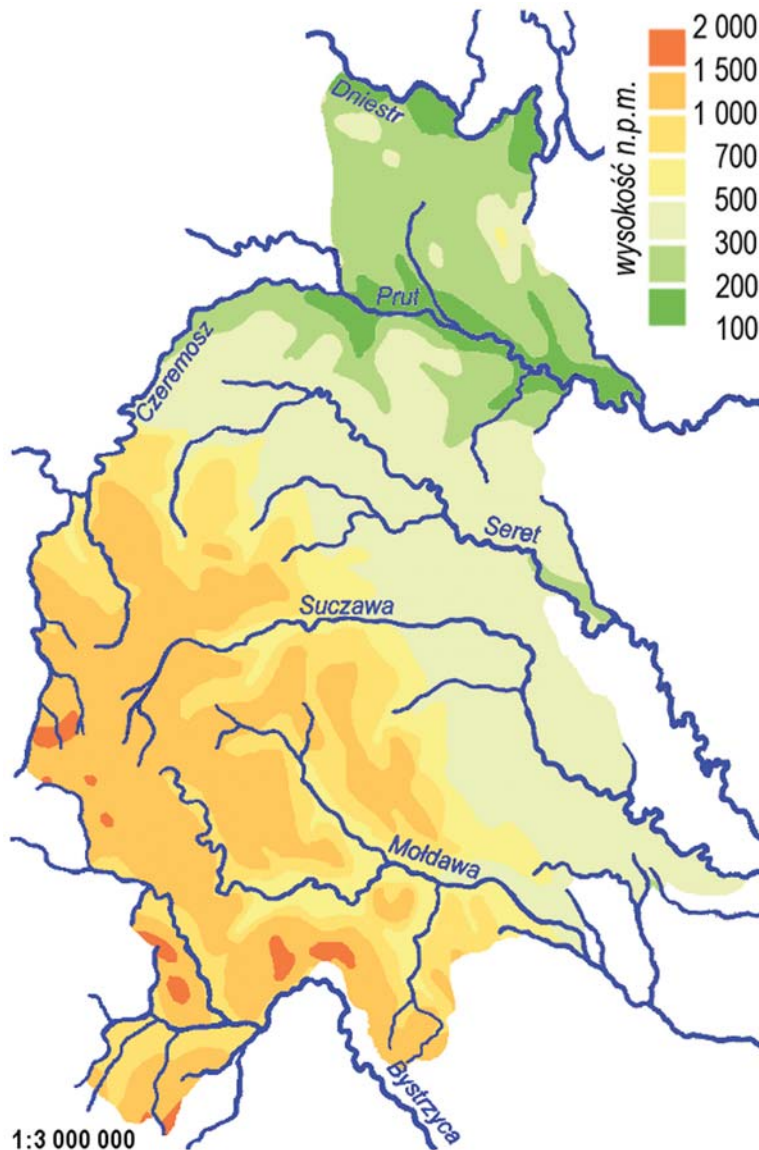 2 000
1 500
1 000
700
500
300
200
100
wysokość n.p.m.
Dniestr
Prut
Czeremosz
Seret
Suczawa
Mołdawa
Bystrzyca
1:3 000 000